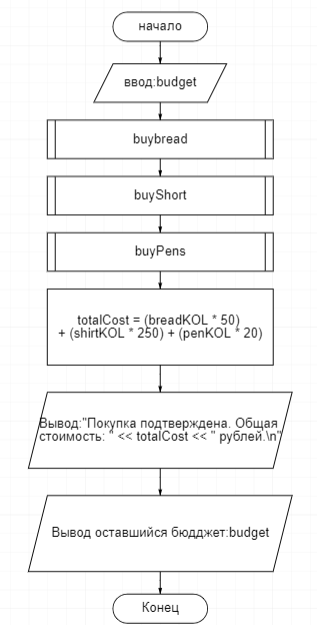 начало
ввод:budget
buybread
buyShort
buyPens
totalCost = (breadKOL * 50)
+ (shirtKOL * 250) + (penKOL * 20)
Вывод:"Покупка подтверждена. Общая
стоимость: " << totalCost << " рублей.\n"
Вывод оставшийся бюдджет:budget
Конец